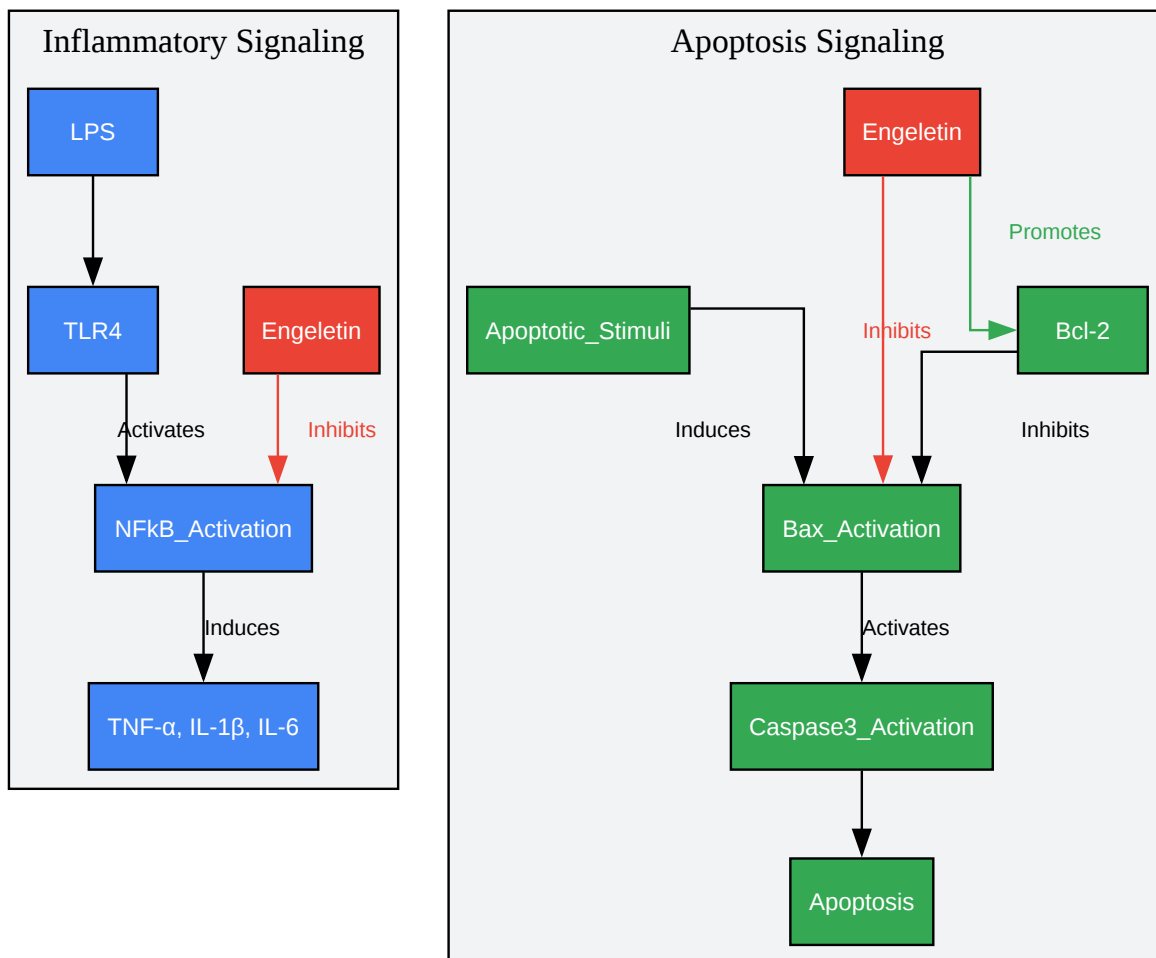 Inflammatory Signaling
LPS
TLR4
Engeletin
Activates
Inhibits
NFkB_Activation
Induces
TNF-α, IL-1β, IL-6
Apoptosis Signaling
Engeletin
Promotes
Apoptotic_Stimuli
Inhibits
Bcl-2
Induces
Inhibits
Bax_Activation
Activates
Caspase3_Activation
Apoptosis